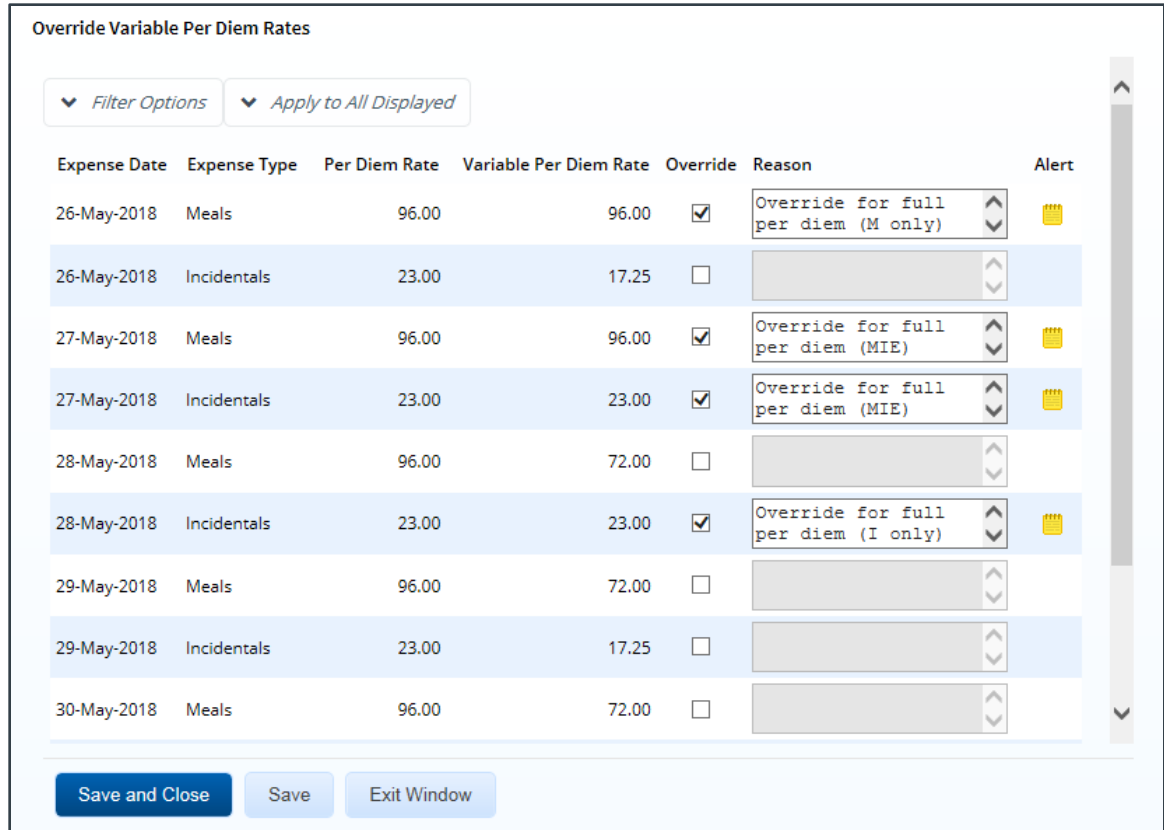 Override Variable Per Diem Rates
Filter Options Apply to All Displayed
Expense Date Expense Type Per Diem Rate Variable Per Diem Rate Override Reason Alert
26-May-2018 Meals 96.00 96.00 Override for full
per diem (M only)
26-May-2018 Incidentals 23.00 17.25
27-May-2018 Meals 96.00 96.00 Override for full
per diem (MIE)
27-May-2018 Incidentals 23.00 23.00 Override for full
per diem (MIE)
28-May-2018 Meals 96.00 72.00
28-May-2018 Incidentals 23.00 23.00 Override for full
per diem (I only)
29-May-2018 Meals 96.00 72.00
29-May-2018 Incidentals 23.00 17.25
30-May-2018 Meals 96.00 72.00
Save and Close Save Exit Window